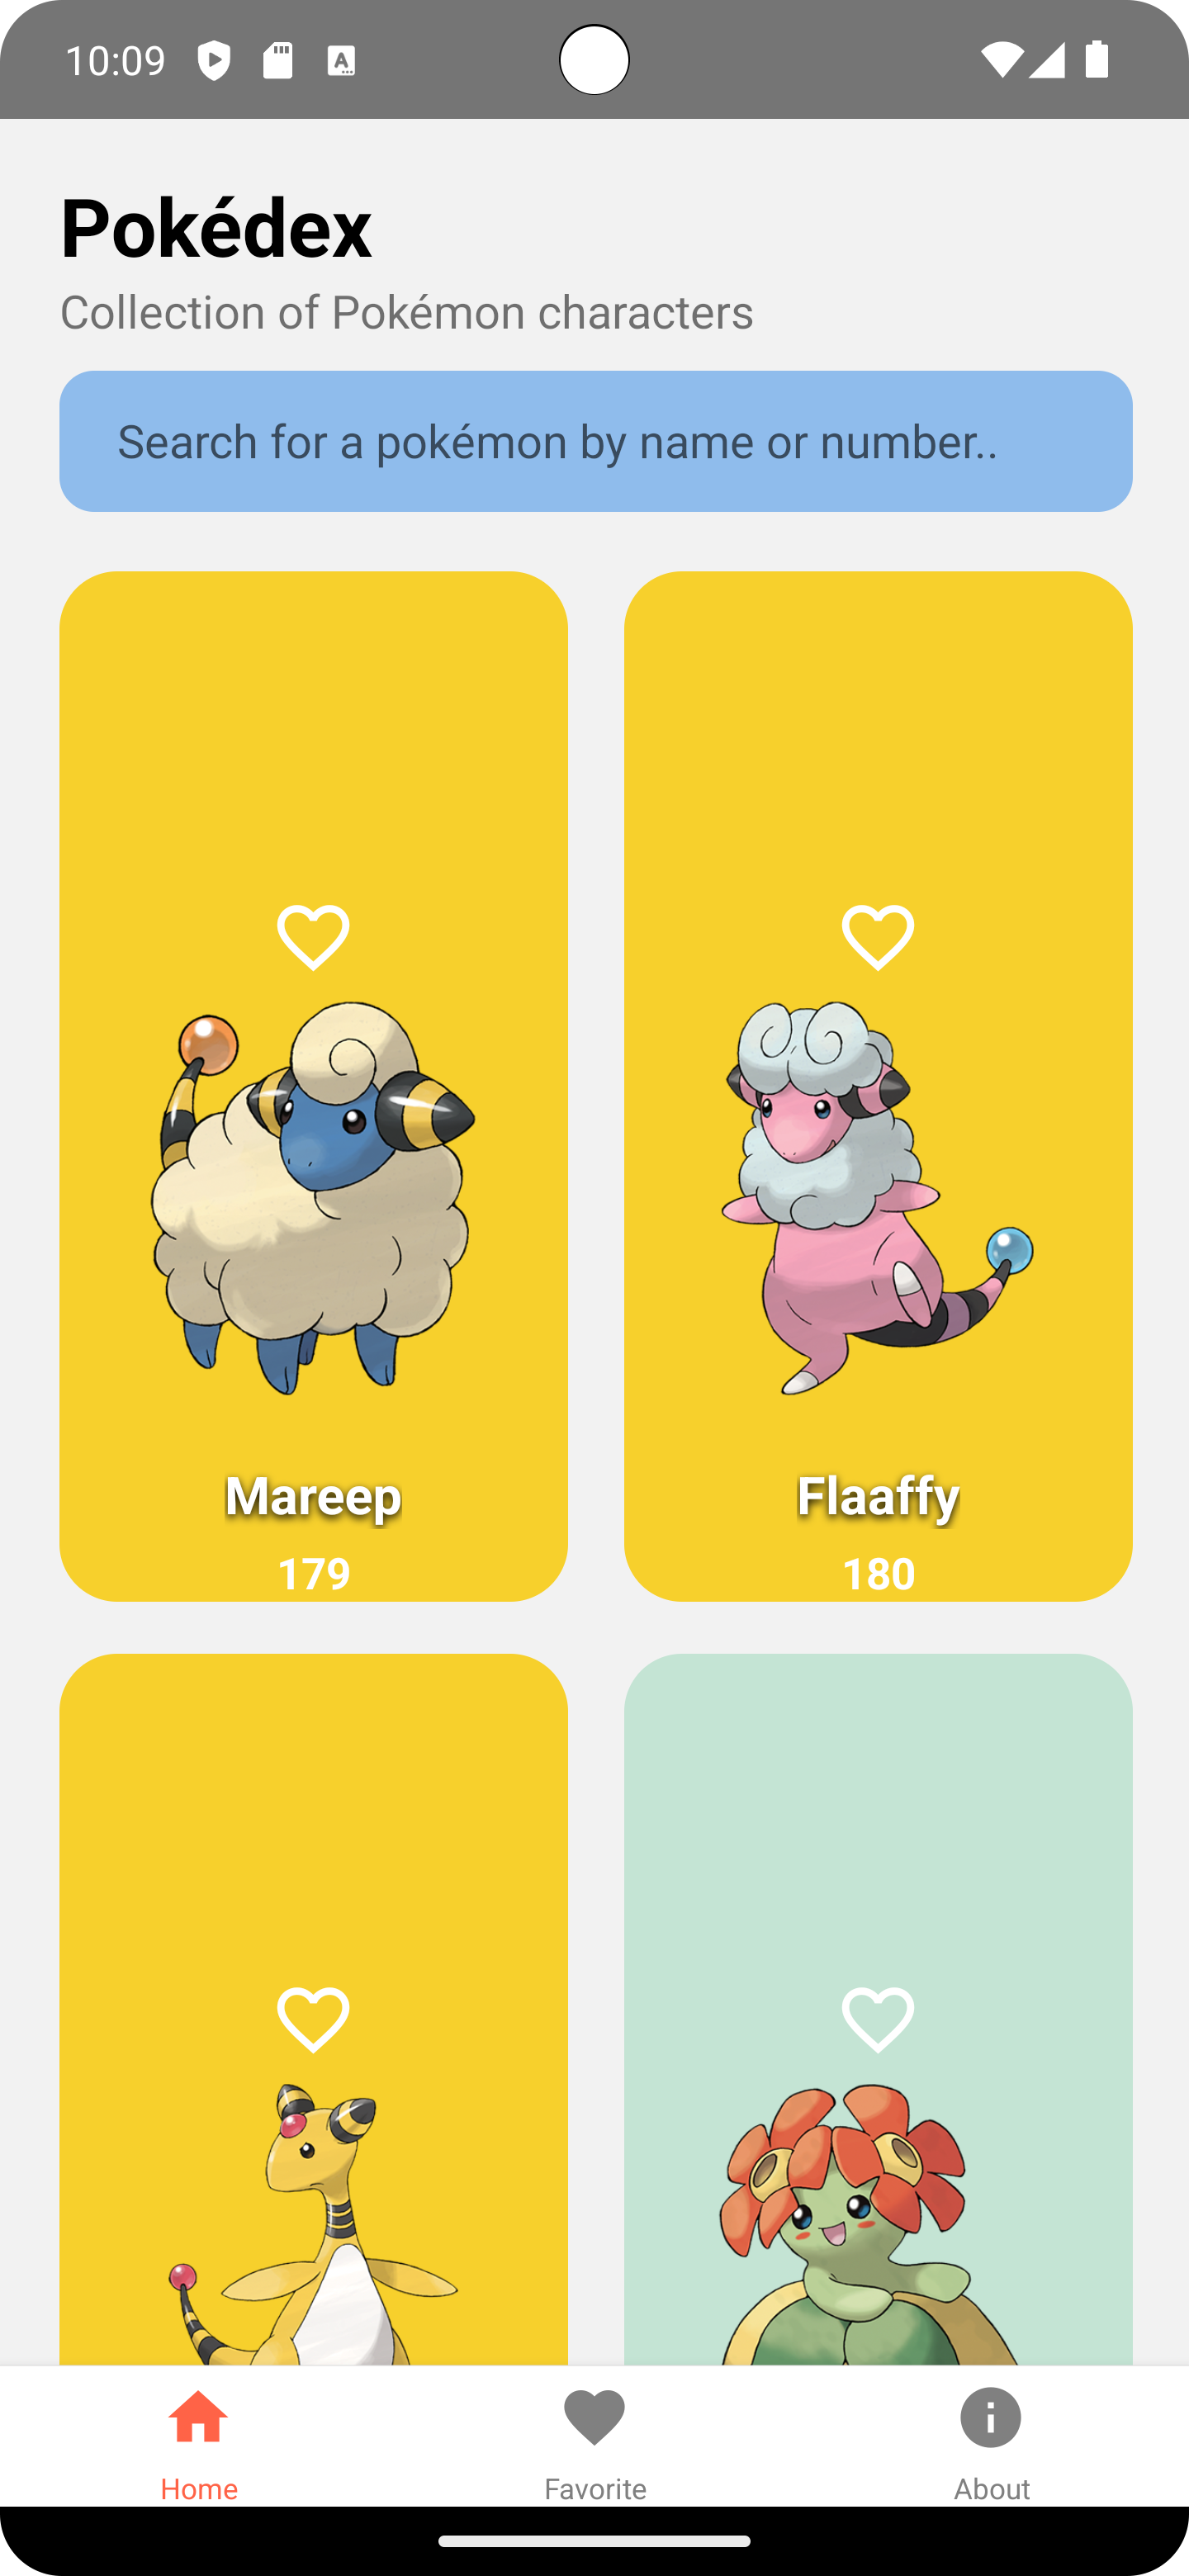 10:09
Pokédex
Collection of Pokémon characters
Search for a pokémon by name or number..
Mareep
Flaaffy
179
180
Home
Favorite
About